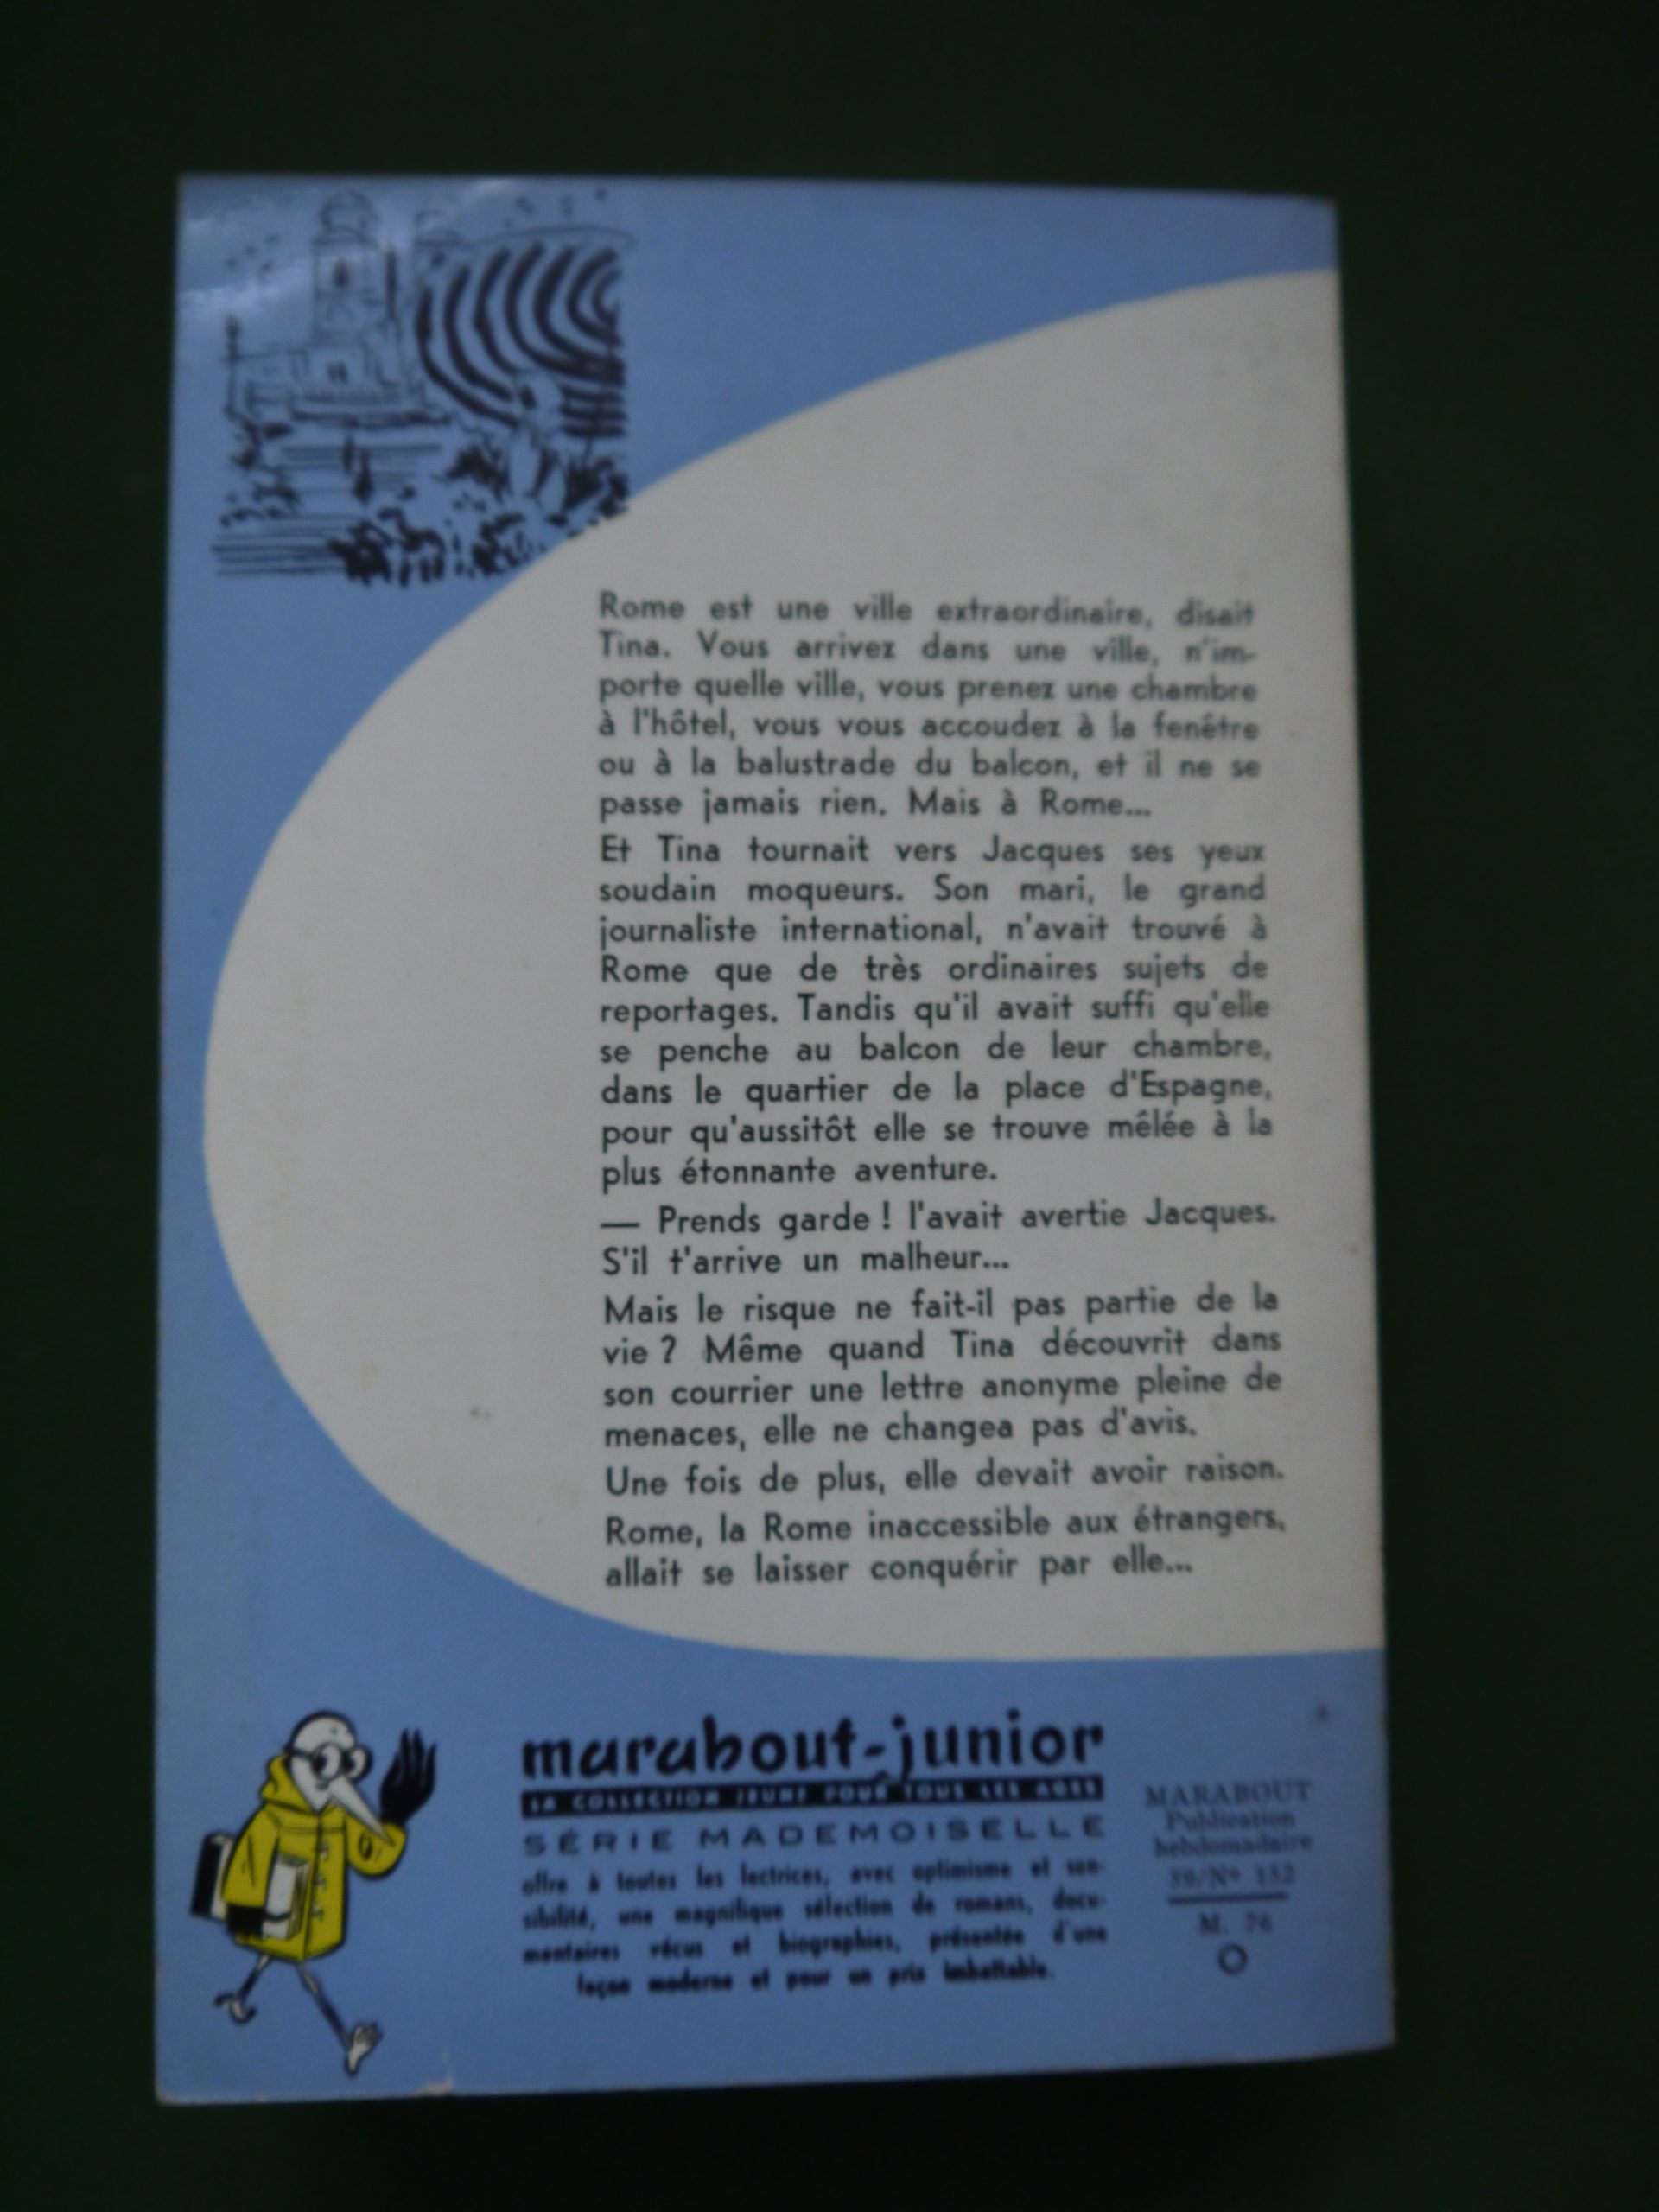 Rome est une ville extraordinaire, disait
Tina. Vous arrivez dans une ville, n'im-
porte quelle ville, vous prenez une chambre
à l'hôtel, vous vous accoudez à la fenêtre
ou à la balustrade du balcon, et il ne se
passe jamais rien. Mais à Rome...
Et Tina tournait vers Jacques ses yeux
soudain moqueurs. Son mari, le grand
journaliste international, n'avait trouvé à
Rome que de très ordinaires sujets de
reportages. Tandis qu'il avait suffi qu'elle
se penche au balcon de leur chambre,
dans le quartier de la place d'Espagne,
pour qu'aussitôt elle se trouve mêlée à la
plus étonnante aventure.
— Prends garde ! l'avait avertie Jacques.
S'il t'arrive un malheur...
Mais le risque ne fait-il pas partie de la
vie ? Même quand Tina découvrit dans
son courrier une lettre anonyme pleine de
menaces, elle ne changea pas d'avis.
Une fois de plus, elle devait avoir raison.
Rome, la Rome inaccessible aux étrangers,
allait se laisser conquérir par elle...
marabout-junior
LA COLLECTION JEUNE POUR TOUS LES AGES
SÉRIE MADEMOISELLE
offre à toutes les lectrices, avec optimisme et sen-
sibilité, une magnifique sélection de romans, docu-
mentaires vécus et biographies, présentée d'une
façon moderne et pour un prix imbattable.
MARABOUT
Publication
hebdomadaire
59/N° 152
M. 26